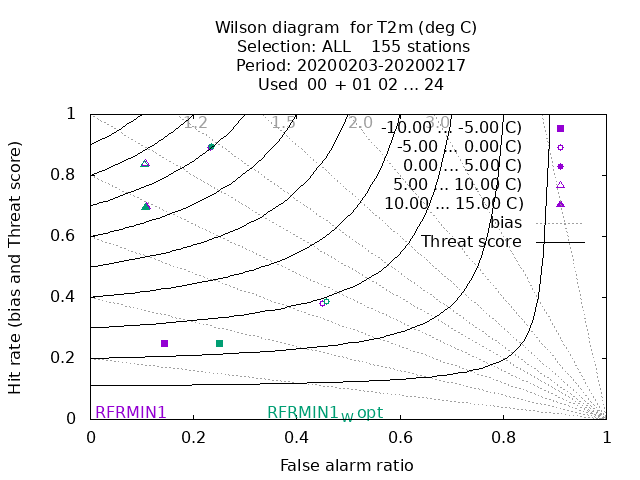 Wilson diagram  for T2m (deg C)
Selection: ALL    155 stations
Period: 20200203-20200217
Used  00  + 01 02 ... 24
1.2 1.5 2.0 3.0
-10.00 ... -5.00 C)
-5.00 ... 0.00 C)
0.00 ... 5.00 C)
5.00 ... 10.00 C)
10.00 ... 15.00 C)
bias
Threat score
Hit rate (bias and Threat score)
1
0.8
0.6
0.4
0.2
0
RFRMIN1 RFRMIN1w opt
0 0.2 0.4 0.6 0.8 1
False alarm ratio